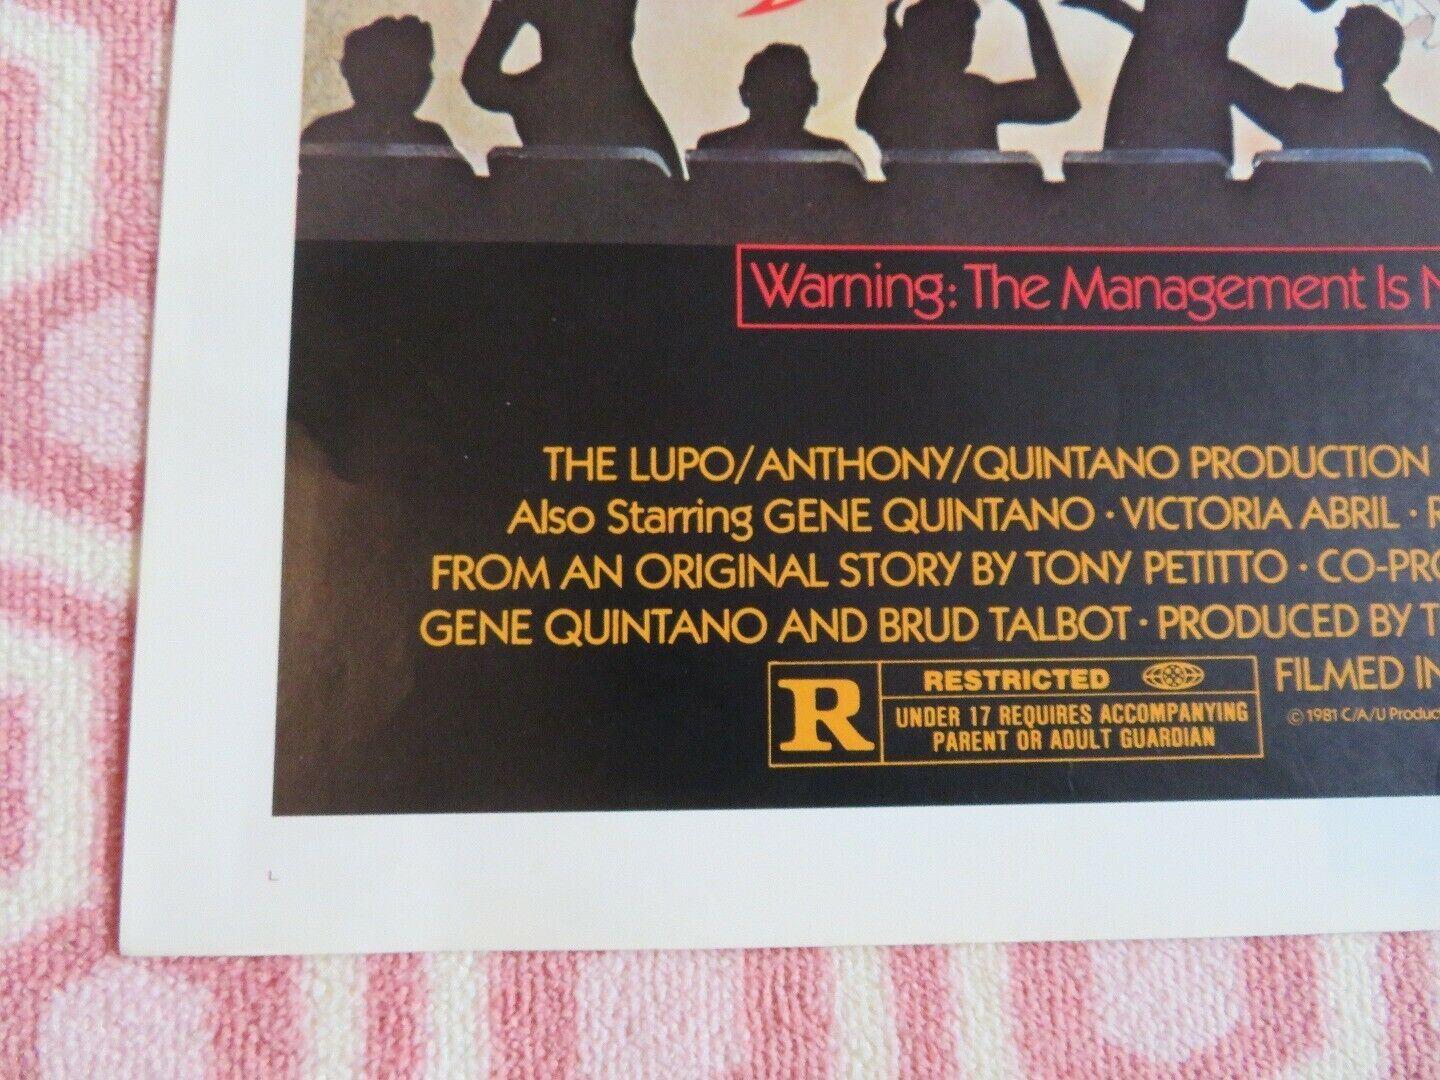 Warning: The Management Is
THE LUPO/ANTHONY/QUINTANO PRODUCTION
Also Starring GENE QUINTANO · VICTORIA ABRIL ·
FROM AN ORIGINAL STORY BY TONY PETITTO · CO-PRO
GENE QUINTANO AND BRUD TALBOT · PRODUCED BY
R RESTRICTED
UNDER 17 REQUIRES ACCOMPANYING
PARENT OR ADULT GUARDIAN
FILMED IN
© 1981 C/A/U Product